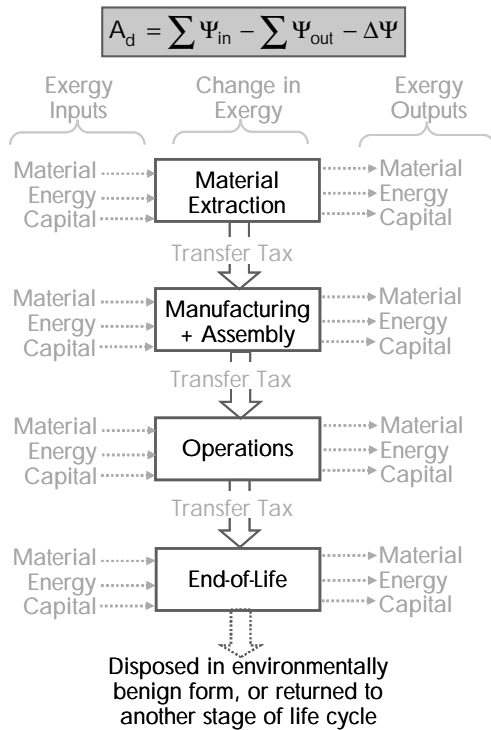 A_d = ∑ Ψ_in − ∑ Ψ_out − ΔΨ
Exergy Inputs
Change in Exergy
Exergy Outputs
Material
Energy
Capital
Material Extraction
Material
Energy
Capital
Transfer Tax
Material
Energy
Capital
Manufacturing
+ Assembly
Material
Energy
Capital
Transfer Tax
Material
Energy
Capital
Operations
Material
Energy
Capital
Transfer Tax
Material
Energy
Capital
End-of-Life
Material
Energy
Capital
Disposed in environmentally
benign form, or returned to
another stage of life cycle